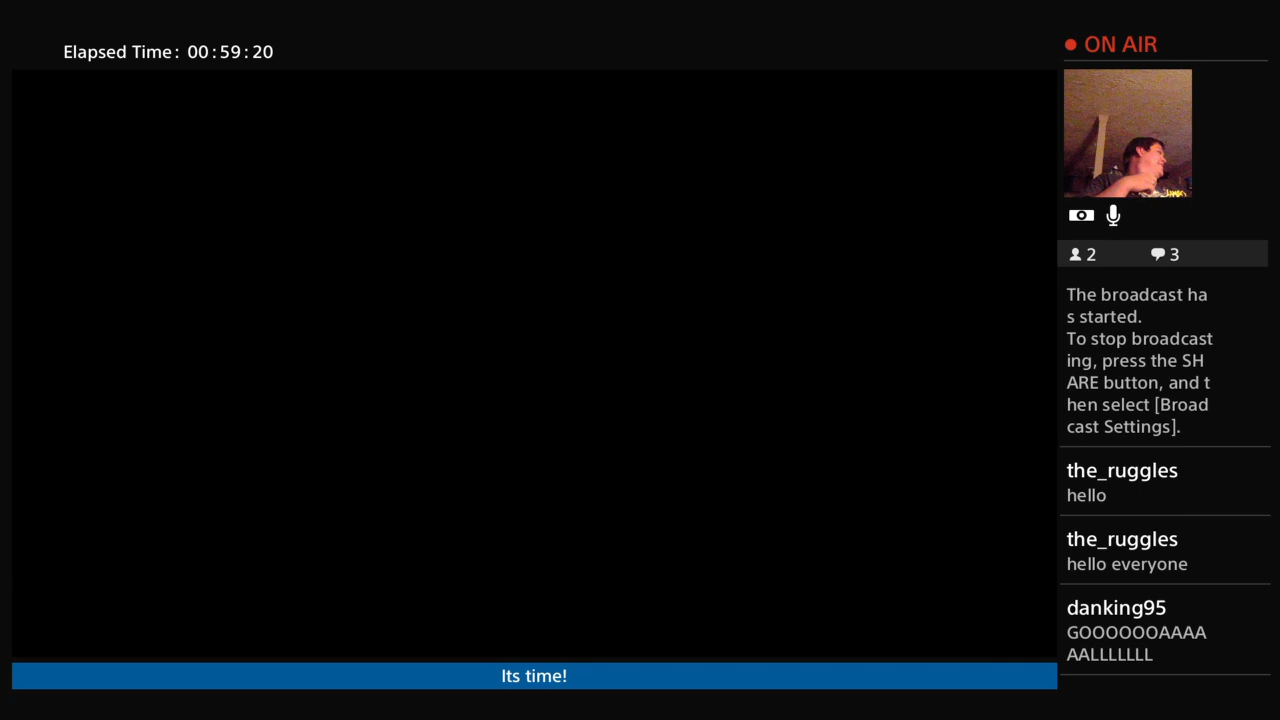 Elapsed Time: 00:59:20
ON AIR
2
3
The broadcast ha
s started.
To stop broadcast
ing, press the SH
ARE button, and t
hen select [Broad
cast Settings].
the_ruggles
hello
the_ruggles
hello everyone
danking95
GOOOOOOAAAA
AALLLLLLL
Its time!